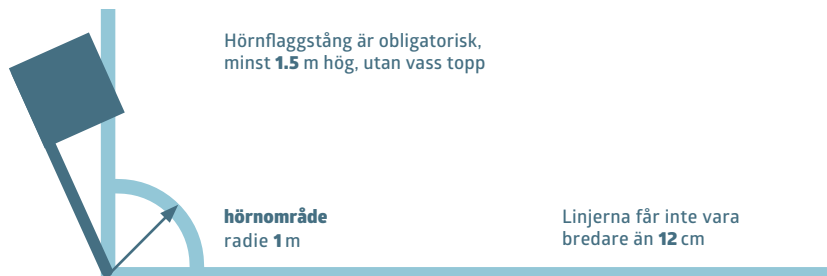 Hörnflaggstång är obligatorisk,
minst 1.5 m hög, utan vass topp
hörnområde
radie 1 m
Linjerna får inte vara
bredare än 12 cm